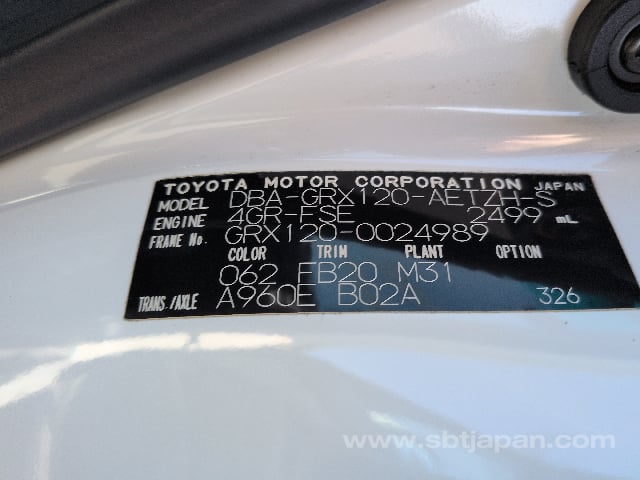 TOYOTA MOTOR CORPORATION JAPAN
MODEL DBA-GRX120-AETZH-S
ENGINE 4GR-FSE 2499 mL
FRAME No. GRX120-0024989
COLOR TRIM PLANT OPTION
062 FB20 M31
TRANS./AXLE A960E B02A 326
www.sbtjapan.com